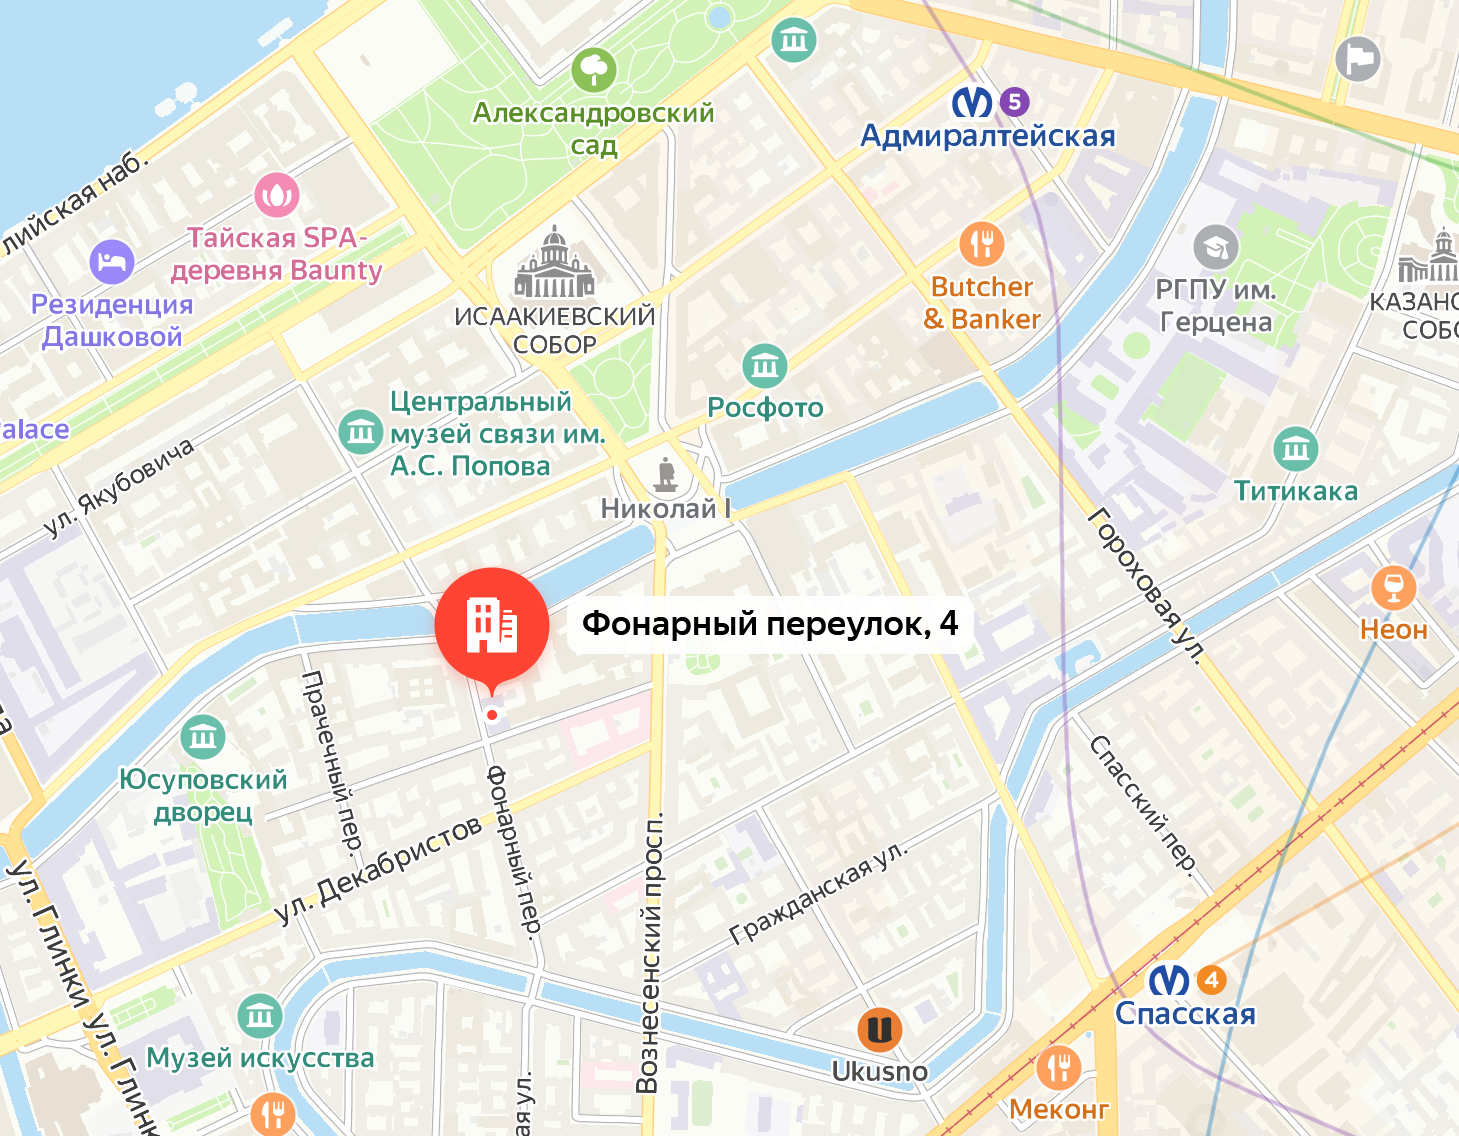 5
Александровский
сад
Адмиралтейская
лийская наб.
Тайская SPA-
деревня Baunty
Резиденция
Дашковой
ИСААКИЕВСКИЙ
СОБОР
Butcher
& Banker
РГПУ им.
Герцена
КАЗАНС
СОБО
Центральный
музей связи им.
А.С. Попова
Росфото
alace
ул. Якубовича
Николай I
Титикака
Гороховая ул.
Неон
Фонарный переулок, 4
Прачечный пер.
Юсуповский
дворец
Фонарный пер.
Спасский пер.
ул. Декабристов
Гражданская ул.
Вознесенский просп.
ул. Глинки
ул. Глинк
4
Спасская
Музей искусства
Ukusno
Меконг
ая ул.